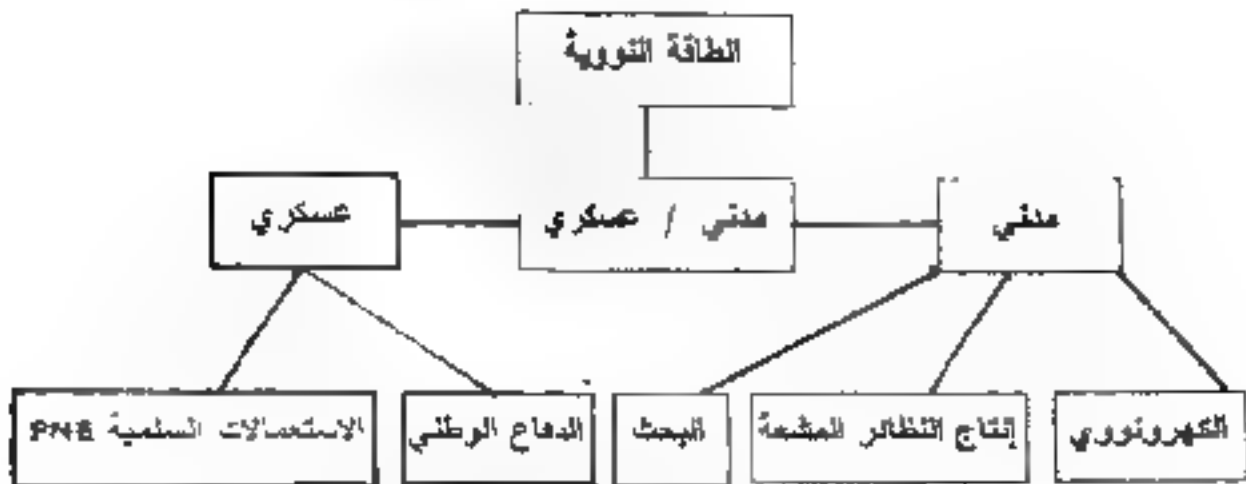 الطاقة النووية
مدني
مدني / عسكري
عسكري
الكهرونووي
إنتاج النظائر المشعة
البحث
الدفاع الوطني
الاستعمالات السلمية PNE